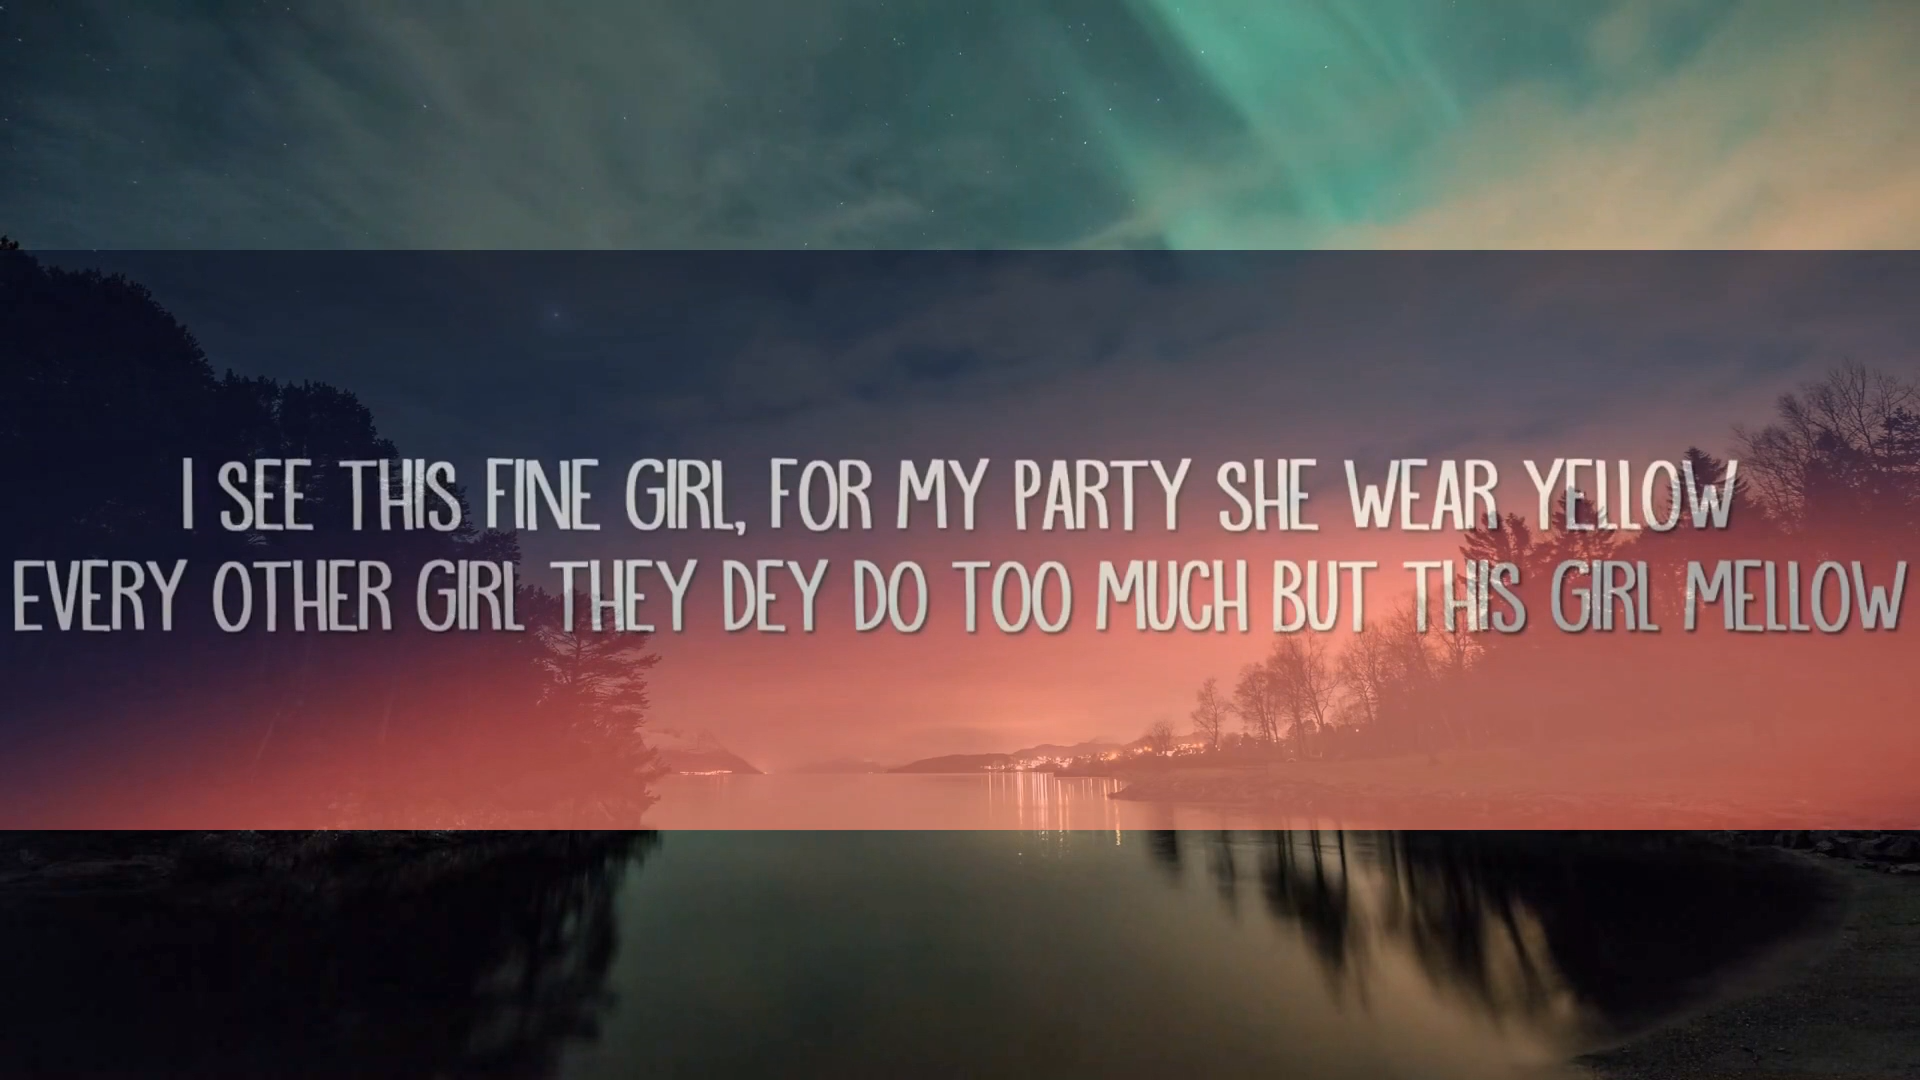 I SEE THIS FINE GIRL, FOR MY PARTY SHE WEAR YELLOW
EVERY OTHER GIRL THEY DEY DO TOO MUCH BUT THIS GIRL MELLOW